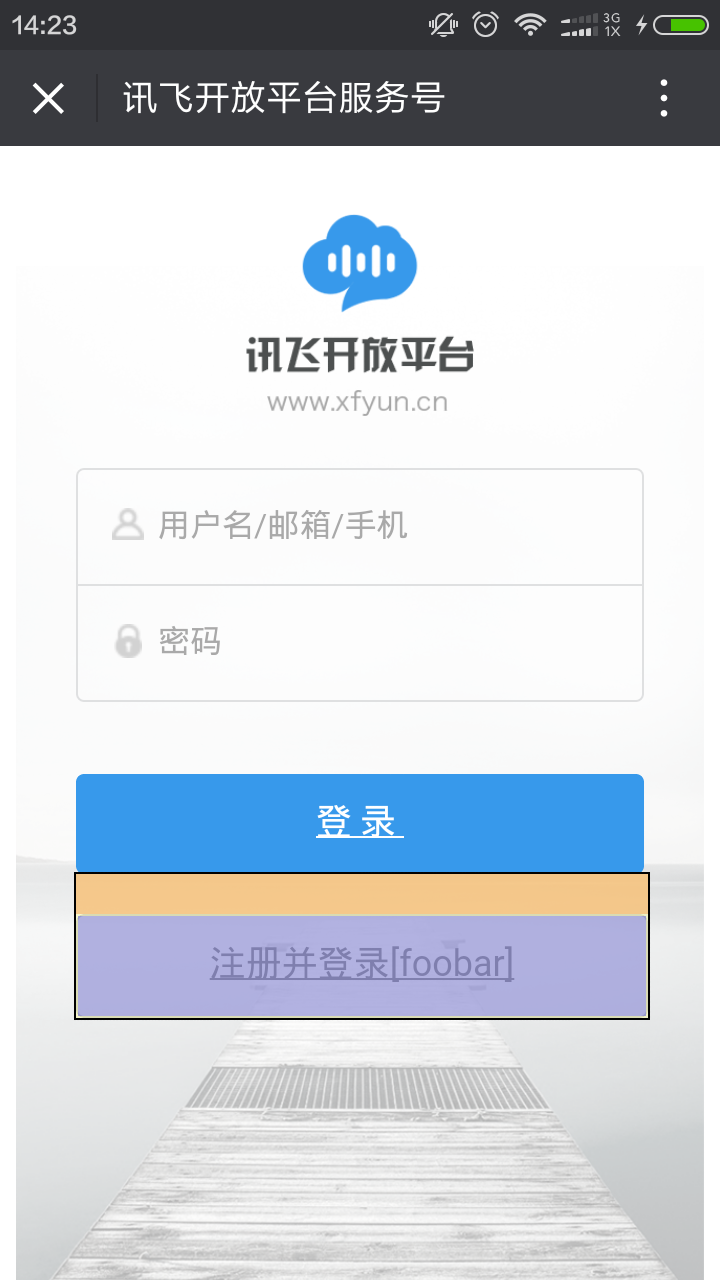 14:23
3G
1X
讯飞开放平台服务号
讯飞开放平台
www.xfyun.cn
用户名/邮箱/手机
密码
登 录
注册并登录[foobar]